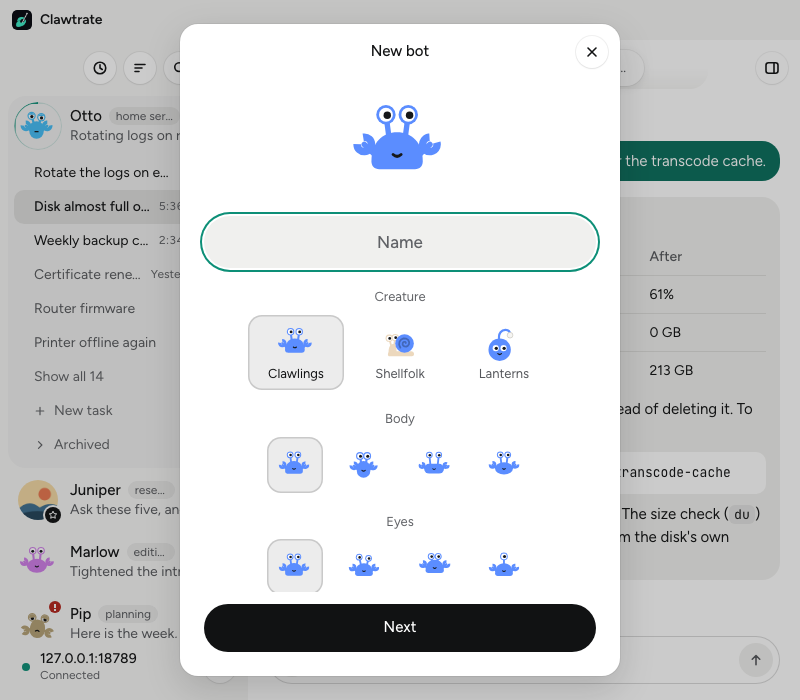 Clawtrate
New bot
Otto home ser...
Rotating logs on
Rotate the logs on e...
Disk almost full o... 5:36
Weekly backup c... 2:34
Certificate rene... Yeste
Router firmware
Printer offline again
Show all 14
+ New task
Archived
Juniper rese...
Ask these five, an
Marlow editi...
Tightened the
Pip planning
Here is the week.
127.0.0.1:18789
Connected
Name
Creature
Clawlings
Shellfolk
Lanterns
Body
Eyes
Next
the transcode cache.
After
61%
0 GB
213 GB
ead of deleting it. To
transcode-cache
The size check ( du )
m the disk's own